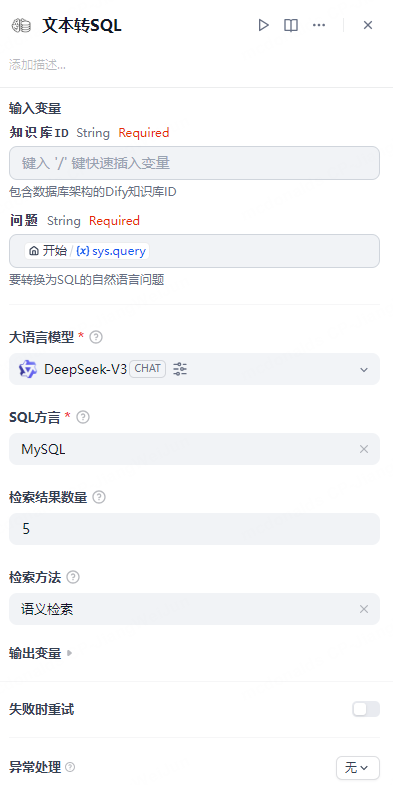 文本转SQL
添加描述...
输入变量
知识库ID String Required
键入 '/' 键快速插入变量
包含数据库架构的Dify知识库ID
问题 String Required
开始 / {x} sys.query
要转换为SQL的自然语言问题
大语言模型 *
DeepSeek-V3 CHAT
SQL方言 *
MySQL
检索结果数量
5
检索方法
语义检索
输出变量
失败时重试
异常处理
无